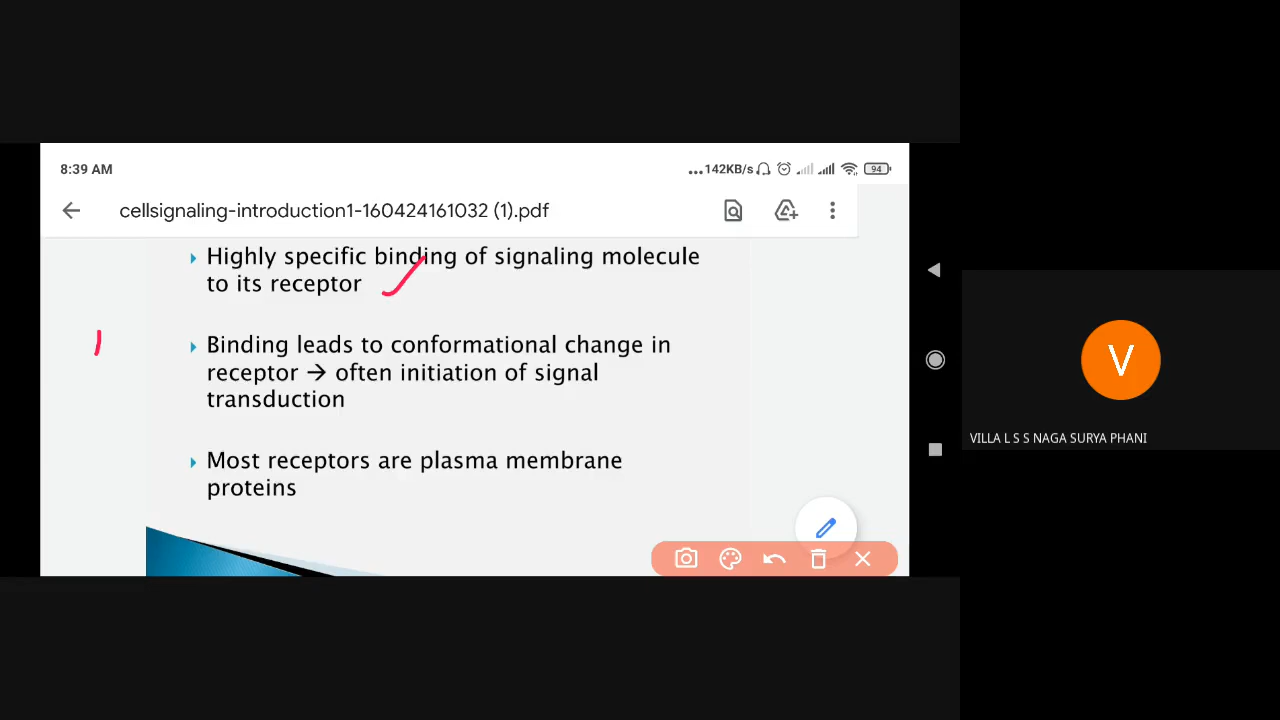 8:39 AM
...142KB/s
94
cellsignaling-introduction1-160424161032 (1).pdf
Highly specific binding of signaling molecule
to its receptor
Binding leads to conformational change in
receptor → often initiation of signal
transduction
Most receptors are plasma membrane
proteins
V
VILLA L S S NAGA SURYA PHANI